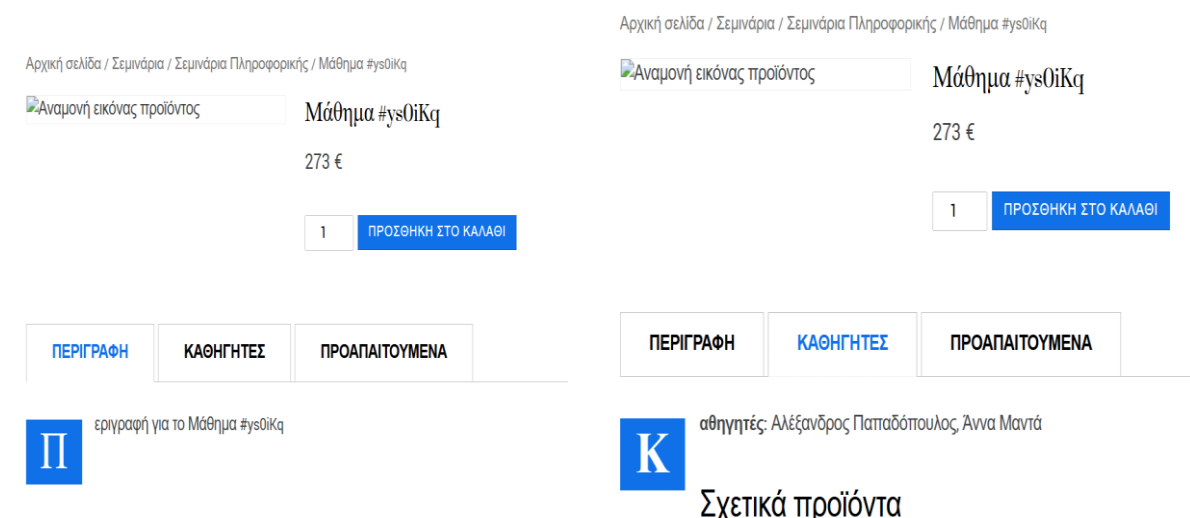 Αρχική σελίδα / Σεμινάρια / Σεμινάρια Πληροφορικής / Μάθημα #ys0iKq
Αναμονή εικόνας προϊόντος
Μάθημα #ys0iKq
273 €
1 ΠΡΟΣΘΗΚΗ ΣΤΟ ΚΑΛΑΘΙ
ΠΕΡΙΓΡΑΦΗ ΚΑΘΗΓΗΤΕΣ ΠΡΟΑΠΑΙΤΟΥΜΕΝΑ
Περιγραφή για το Μάθημα #ys0iKq
Αρχική σελίδα / Σεμινάρια / Σεμινάρια Πληροφορικής / Μάθημα #ys0iKq
Αναμονή εικόνας προϊόντος
Μάθημα #ys0iKq
273 €
1 ΠΡΟΣΘΗΚΗ ΣΤΟ ΚΑΛΑΘΙ
ΠΕΡΙΓΡΑΦΗ ΚΑΘΗΓΗΤΕΣ ΠΡΟΑΠΑΙΤΟΥΜΕΝΑ
Καθηγητές: Αλέξανδρος Παπαδόπουλος, Άννα Μαντά
Σχετικά προϊόντα